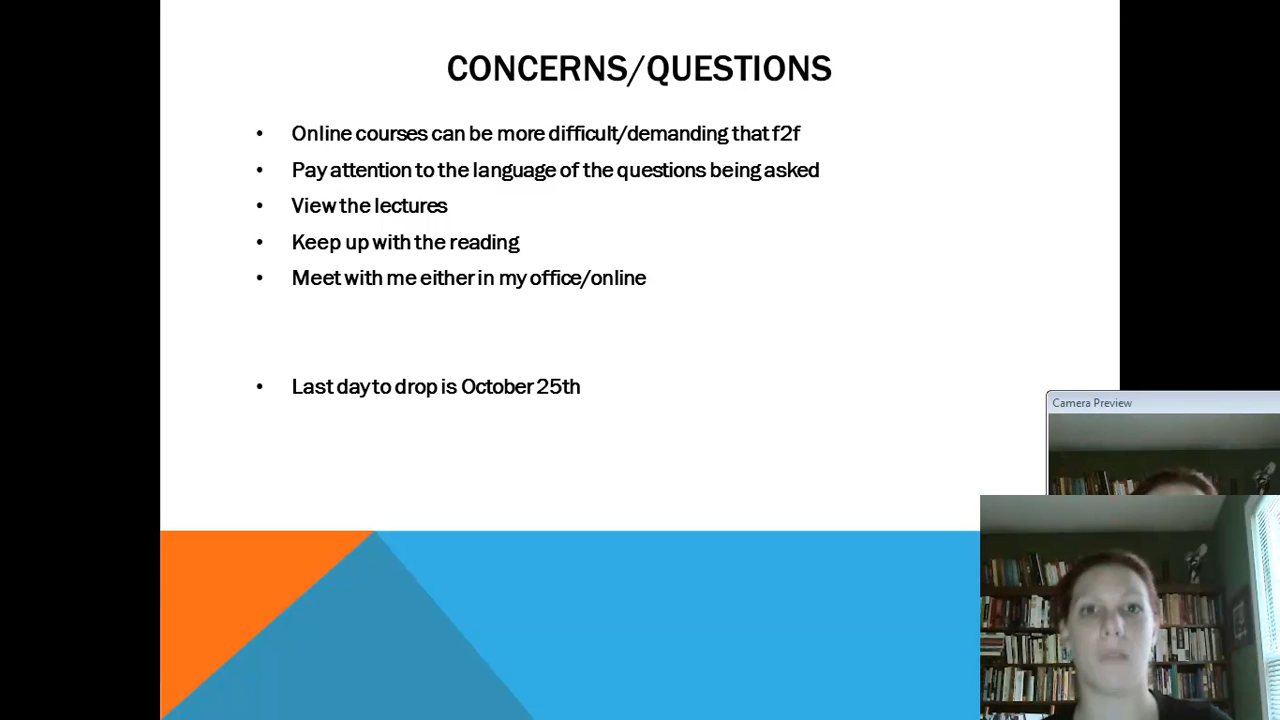 CONCERNS/QUESTIONS
• Online courses can be more difficult/demanding that f2f
• Pay attention to the language of the questions being asked
• View the lectures
• Keep up with the reading
• Meet with me either in my office/online
• Last day to drop is October 25th
Camera Preview